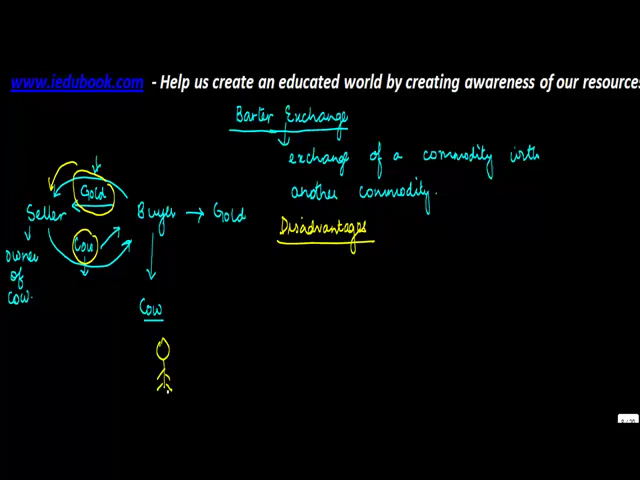 www.iedubook.com - Help us create an educated world by creating awareness of our resources
Barter Exchange
exchange of a commodity with
another commodity.
Disadvantages
Gold
Seller
Buyer → Gold
Cow
owner
of
cow.
Cow